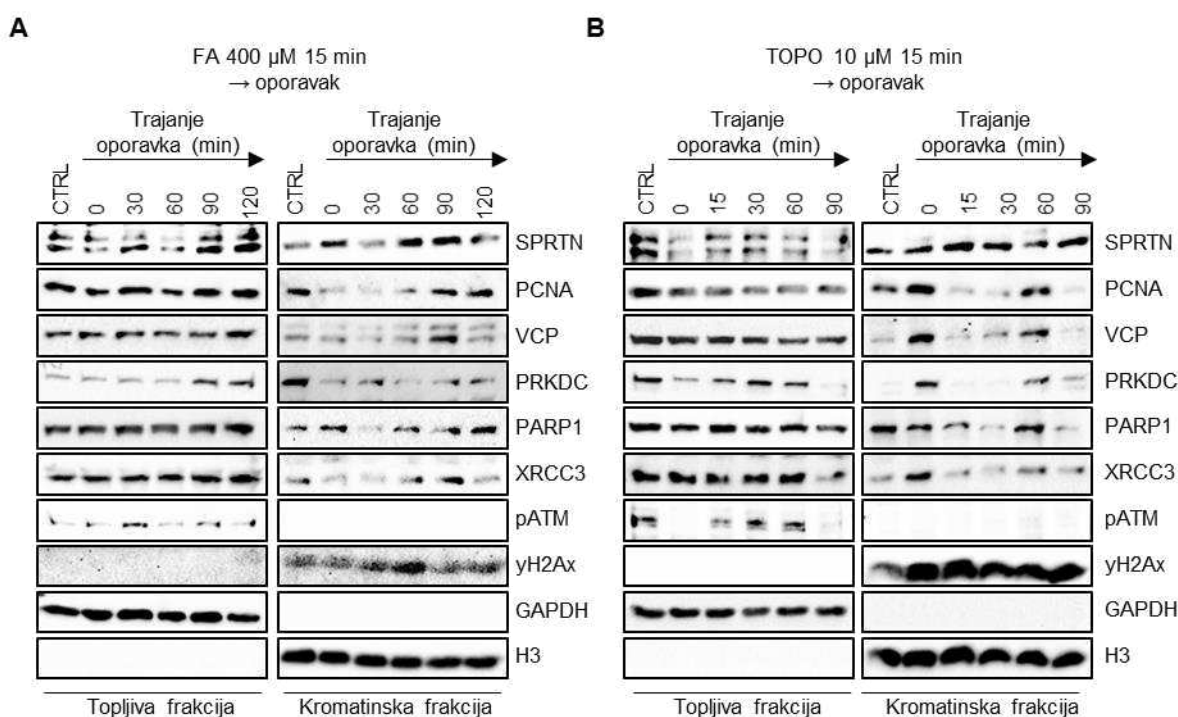 A
FA 400 µM 15 min
→ oporavak
Trajanje
oporavka (min)
Trajanje
oporavka (min)
CTRL 0 30 60 90 120
CTRL 0 30 60 90 120
SPRTN
PCNA
VCP
PRKDC
PARP1
XRCC3
pATM
yH2Ax
GAPDH
H3
Topljiva frakcija
Kromatinska frakcija
B
TOPO 10 µM 15 min
→ oporavak
Trajanje
oporavka (min)
Trajanje
oporavka (min)
CTRL 0 15 30 60 90
CTRL 0 15 30 60 90
SPRTN
PCNA
VCP
PRKDC
PARP1
XRCC3
pATM
yH2Ax
GAPDH
H3
Topljiva frakcija
Kromatinska frakcija